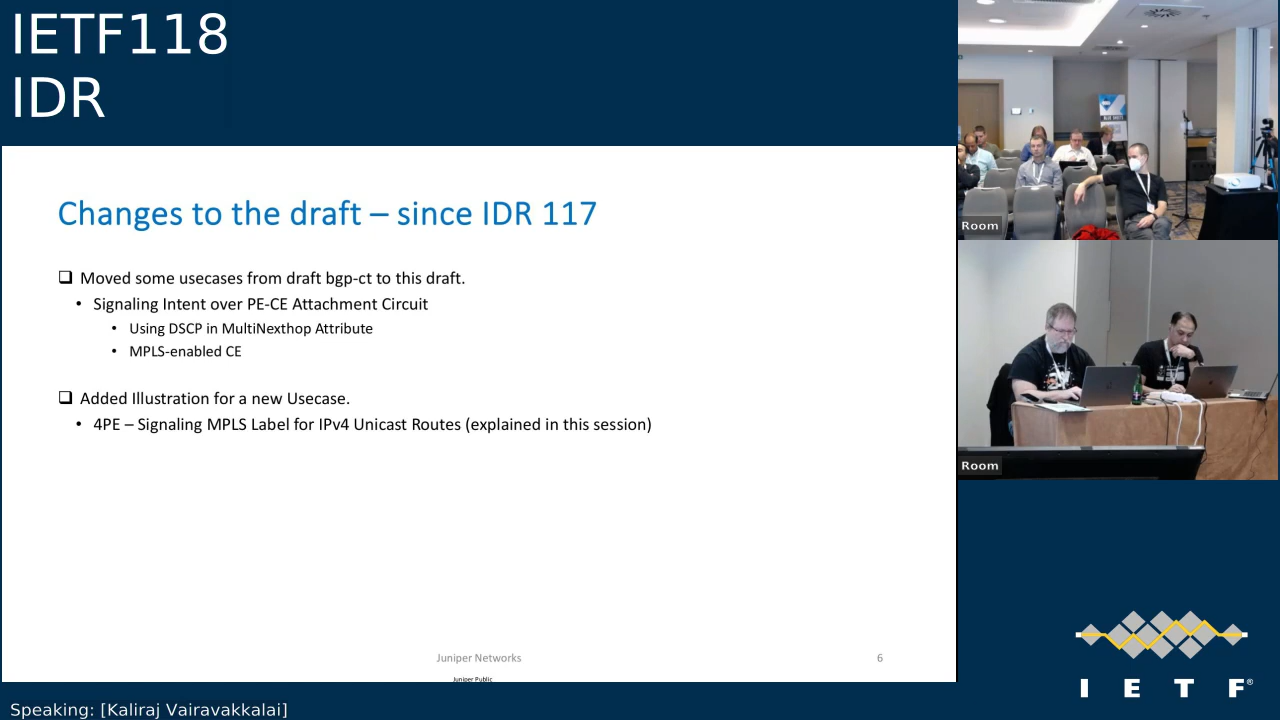 IETF118
IDR
Changes to the draft – since IDR 117
❑ Moved some usecases from draft bgp-ct to this draft.
• Signaling Intent over PE-CE Attachment Circuit
• Using DSCP in MultiNexthop Attribute
• MPLS-enabled CE
❑ Added Illustration for a new Usecase.
• 4PE – Signaling MPLS Label for IPv4 Unicast Routes (explained in this session)
Juniper Networks
6
Juniper Public
Room
Room
I E T F®
Speaking: [Kaliraj Vairavakkalai]